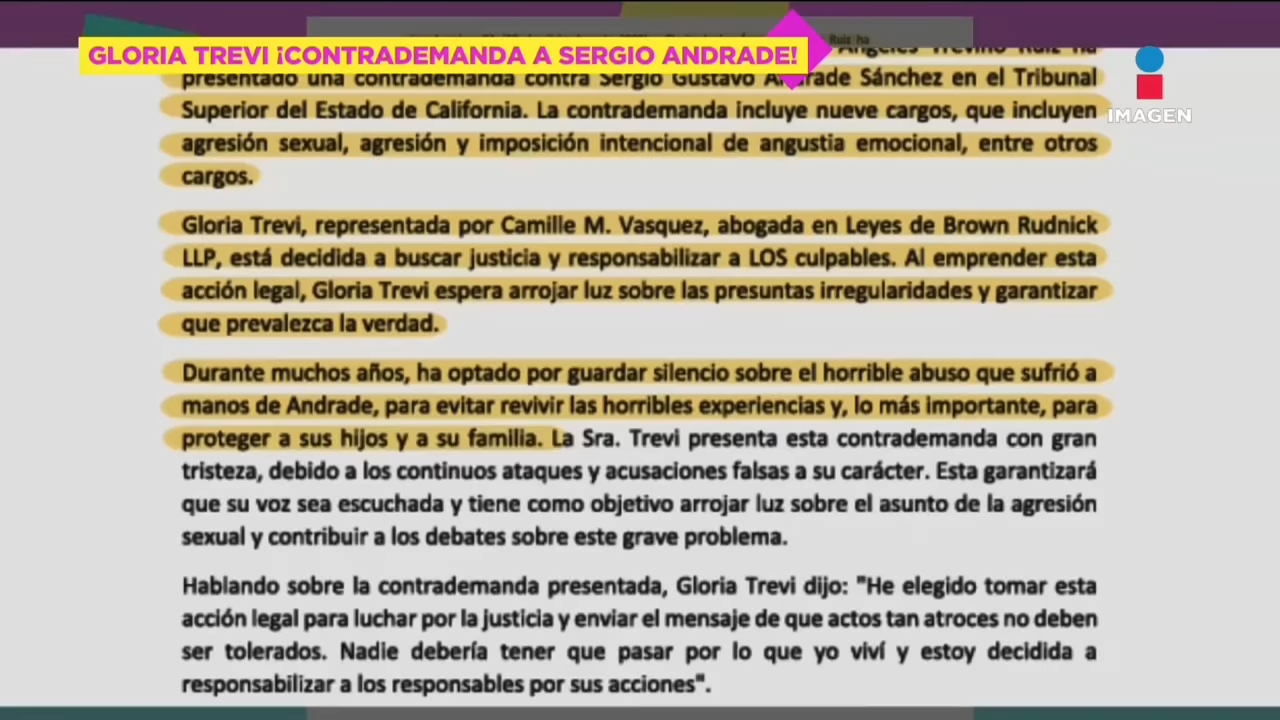 GLORIA TREVI ¡CONTRADEMANDA A SERGIO ANDRADE!
Ruiz ha
Ángeles Treviño Ruiz ha
presentado una contrademanda contra Sergio Gustavo Andrade Sánchez en el Tribunal
Superior del Estado de California. La contrademanda incluye nueve cargos, que incluyen
agresión sexual, agresión y imposición intencional de angustia emocional, entre otros
cargos.
Gloria Trevi, representada por Camille M. Vasquez, abogada en Leyes de Brown Rudnick
LLP, está decidida a buscar justicia y responsabilizar a LOS culpables. Al emprender esta
acción legal, Gloria Trevi espera arrojar luz sobre las presuntas irregularidades y garantizar
que prevalezca la verdad.
Durante muchos años, ha optado por guardar silencio sobre el horrible abuso que sufrió a
manos de Andrade, para evitar revivir las horribles experiencias y, lo más importante, para
proteger a sus hijos y a su familia. La Sra. Trevi presenta esta contrademanda con gran
tristeza, debido a los continuos ataques y acusaciones falsas a su carácter. Esta garantizará
que su voz sea escuchada y tiene como objetivo arrojar luz sobre el asunto de la agresión
sexual y contribuir a los debates sobre este grave problema.
Hablando sobre la contrademanda presentada, Gloria Trevi dijo: "He elegido tomar esta
acción legal para luchar por la justicia y enviar el mensaje de que actos tan atroces no deben
ser tolerados. Nadie debería tener que pasar por lo que yo viví y estoy decidida a
responsabilizar a los responsables por sus acciones".
IMAGEN